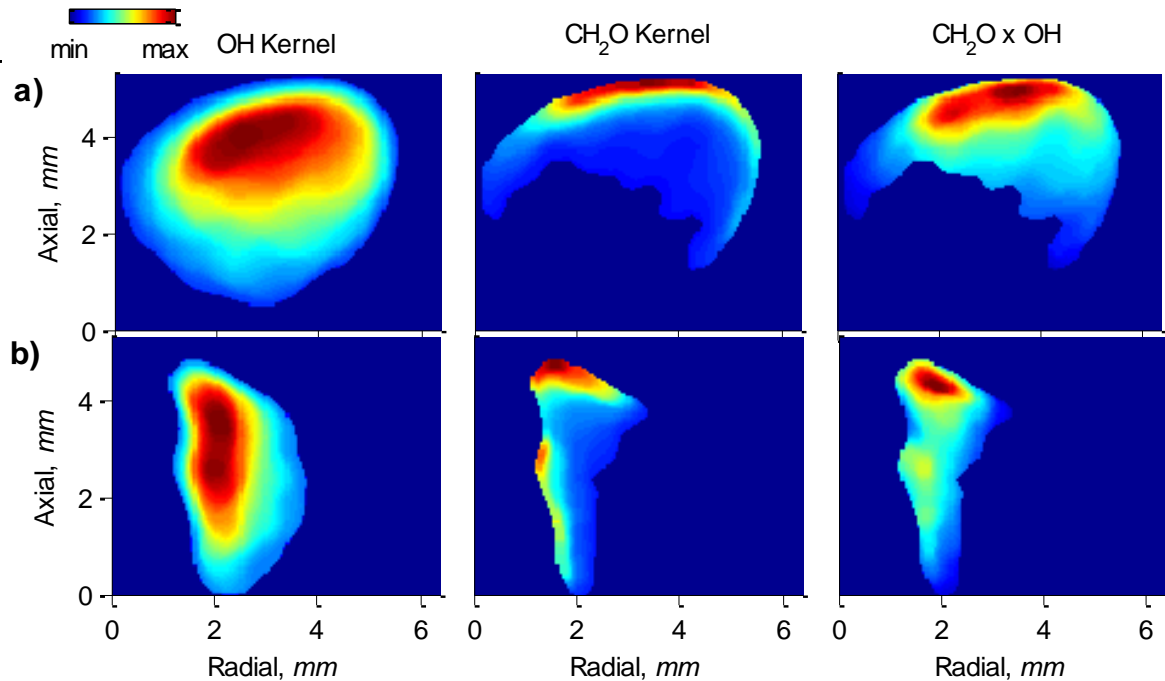 min max OH Kernel CH₂O Kernel CH₂O x OH
a)
Axial, mm
4
2
0
b)
Axial, mm
4
2
0
0 2 4 6 0 2 4 6 0 2 4 6
Radial, mm Radial, mm Radial, mm